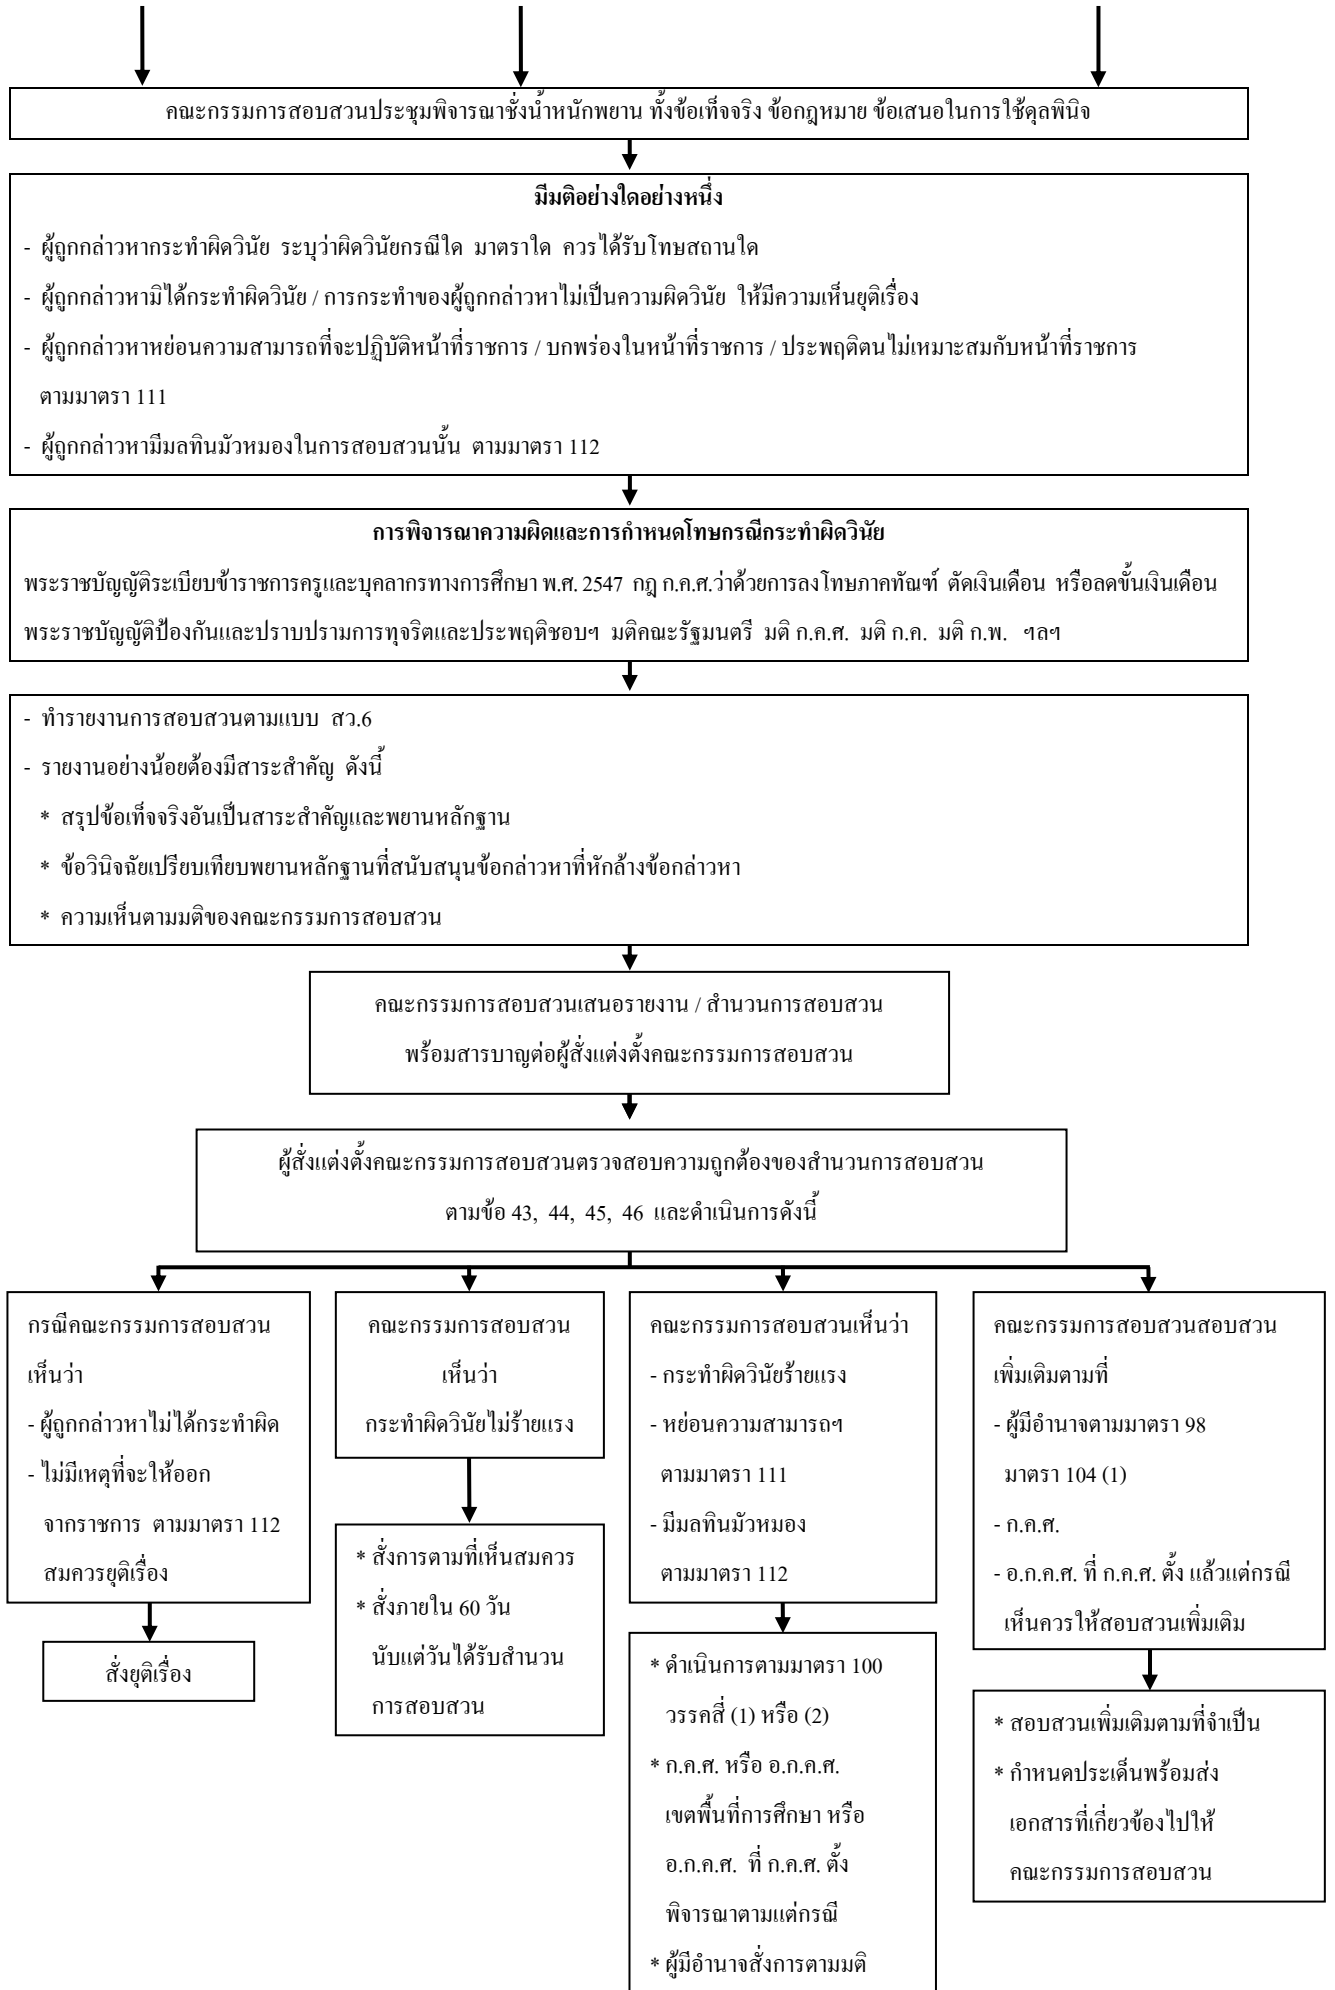 คณะกรรมการสอบสวนประชุมพิจารณาชั่งน้ำหนักพยาน ทั้งข้อเท็จจริง ข้อกฎหมาย ข้อเสนอในการใช้ดุลพินิจ
มีมติอย่างใดอย่างหนึ่ง
- ผู้ถูกกล่าวหากระทำผิดวินัย ระบุว่าผิดวินัยกรณีใด มาตราใด ควรได้รับโทษสถานใด
- ผู้ถูกกล่าวหามิได้กระทำผิดวินัย / การกระทำของผู้ถูกกล่าวหาไม่เป็นความผิดวินัย ให้มีความเห็นยุติเรื่อง
- ผู้ถูกกล่าวหาหย่อนความสามารถที่จะปฏิบัติหน้าที่ราชการ / บกพร่องในหน้าที่ราชการ / ประพฤติตนไม่เหมาะสมกับหน้าที่ราชการ
ตามมาตรา 111
- ผู้ถูกกล่าวหามีมลทินมัวหมองในการสอบสวนนั้น ตามมาตรา 112
การพิจารณาความผิดและการกำหนดโทษกรณีกระทำผิดวินัย
พระราชบัญญัติระเบียบข้าราชการครูและบุคลากรทางการศึกษา พ.ศ. 2547 กฎ ก.ค.ศ.ว่าด้วยการลงโทษภาคทัณฑ์ ตัดเงินเดือน หรือลดขั้นเงินเดือน
พระราชบัญญัติป้องกันและปราบปรามการทุจริตและประพฤติชอบฯ มติคณะรัฐมนตรี มติ ก.ค.ศ. มติ ก.ค. มติ ก.พ. ฯลฯ
- ทำรายงานการสอบสวนตามแบบ สว.6
- รายงานอย่างน้อยต้องมีสาระสำคัญ ดังนี้
* สรุปข้อเท็จจริงอันเป็นสาระสำคัญและพยานหลักฐาน
* ข้อวินิจฉัยเปรียบเทียบพยานหลักฐานที่สนับสนุนข้อกล่าวหาที่หักล้างข้อกล่าวหา
* ความเห็นตามมติของคณะกรรมการสอบสวน
คณะกรรมการสอบสวนเสนอรายงาน / สำนวนการสอบสวน
พร้อมสารบาญต่อผู้สั่งแต่งตั้งคณะกรรมการสอบสวน
ผู้สั่งแต่งตั้งคณะกรรมการสอบสวนตรวจสอบความถูกต้องของสำนวนการสอบสวน
ตามข้อ 43, 44, 45, 46 และดำเนินการดังนี้
กรณีคณะกรรมการสอบสวน
เห็นว่า
- ผู้ถูกกล่าวหาไม่ได้กระทำผิด
- ไม่มีเหตุที่จะให้ออก
จากราชการ ตามมาตรา 112
สมควรยุติเรื่อง
สั่งยุติเรื่อง
คณะกรรมการสอบสวน
เห็นว่า
กระทำผิดวินัยไม่ร้ายแรง
* สั่งการตามที่เห็นสมควร
* สั่งภายใน 60 วัน
นับแต่วันได้รับสำนวน
การสอบสวน
คณะกรรมการสอบสวนเห็นว่า
- กระทำผิดวินัยร้ายแรง
- หย่อนความสามารถฯ
ตามมาตรา 111
- มีมลทินมัวหมอง
ตามมาตรา 112
* ดำเนินการตามมาตรา 100
วรรคสี่ (1) หรือ (2)
* ก.ค.ศ. หรือ อ.ก.ค.ศ.
เขตพื้นที่การศึกษา หรือ
อ.ก.ค.ศ. ที่ ก.ค.ศ. ตั้ง
พิจารณาตามแต่กรณี
* ผู้มีอำนาจสั่งการตามมติ
คณะกรรมการสอบสวนสอบสวน
เพิ่มเติมตามที่
- ผู้มีอำนาจตามมาตรา 98
มาตรา 104 (1)
- ก.ค.ศ.
- อ.ก.ค.ศ. ที่ ก.ค.ศ. ตั้ง แล้วแต่กรณี
เห็นควรให้สอบสวนเพิ่มเติม
* สอบสวนเพิ่มเติมตามที่จำเป็น
* กำหนดประเด็นพร้อมส่ง
เอกสารที่เกี่ยวข้องไปให้
คณะกรรมการสอบสวน